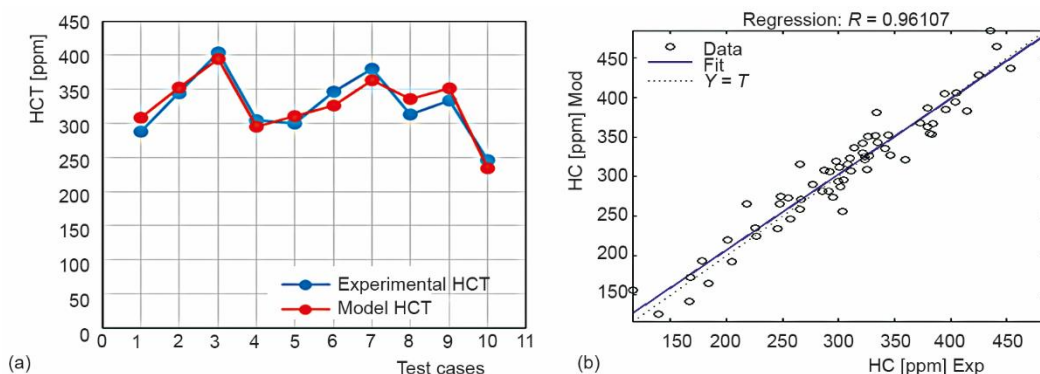 450
400
350
300
250
200
150
100
50
0
HCT [ppm]
Experimental HCT
Model HCT
0 1 2 3 4 5 6 7 8 9 10 11
Test cases
(a)
Regression: R = 0.96107
Data
Fit
Y = T
HC [ppm] Mod
450
400
350
300
250
200
150
150 200 250 300 350 400 450
HC [ppm] Exp
(b)